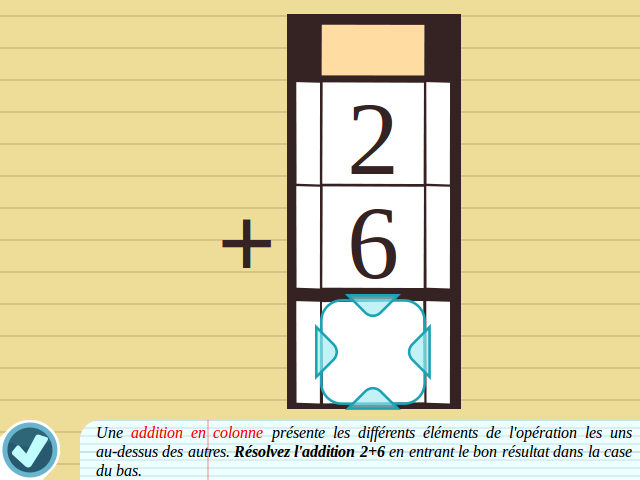 2
+ 6
Une addition en colonne présente les différents éléments de l'opération les uns
au-dessus des autres. Résolvez l'addition 2+6 en entrant le bon résultat dans la case
du bas.